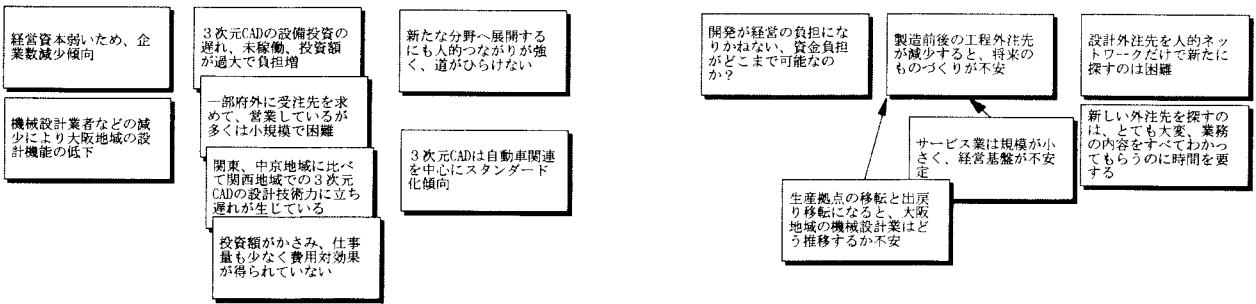 経営資本弱いため、企
業数減少傾向
機械設計業者などの減
少により大阪地域の設
計機能の低下
３次元CADの設備投資の
遅れ、未稼働、投資額
が過大で負担増
一部府外に受注先を求
めて、営業しているが
多くは小規模で困難
関東、中京地域に比べ
て関西地域での３次元
CADの設計技術力に立ち
遅れが生じている
投資額がかさみ、仕事
量も少なく費用対効果
が得られていない
新たな分野へ展開する
にも人的つながりが強
く、道がひらけない
３次元CADは自動車関連
を中心にスタンダード
化傾向
開発が経営の負担にな
りかねない、資金負担
がどこまで可能なの
か？
製造前後の工程外注先
が減少すると、将来の
ものづくりが不安
サービス業は規模が小
さく、経営基盤が不安
定
生産拠点の移転と出戻
り移転になると、大阪
地域の機械設計業はど
う推移するか不安
設計外注先を人的ネッ
トワークだけで新たに
探すのは困難
新しい外注先を探すの
は、とても大変、業務
の内容をすべてわかっ
てもらうのに時間を要
する